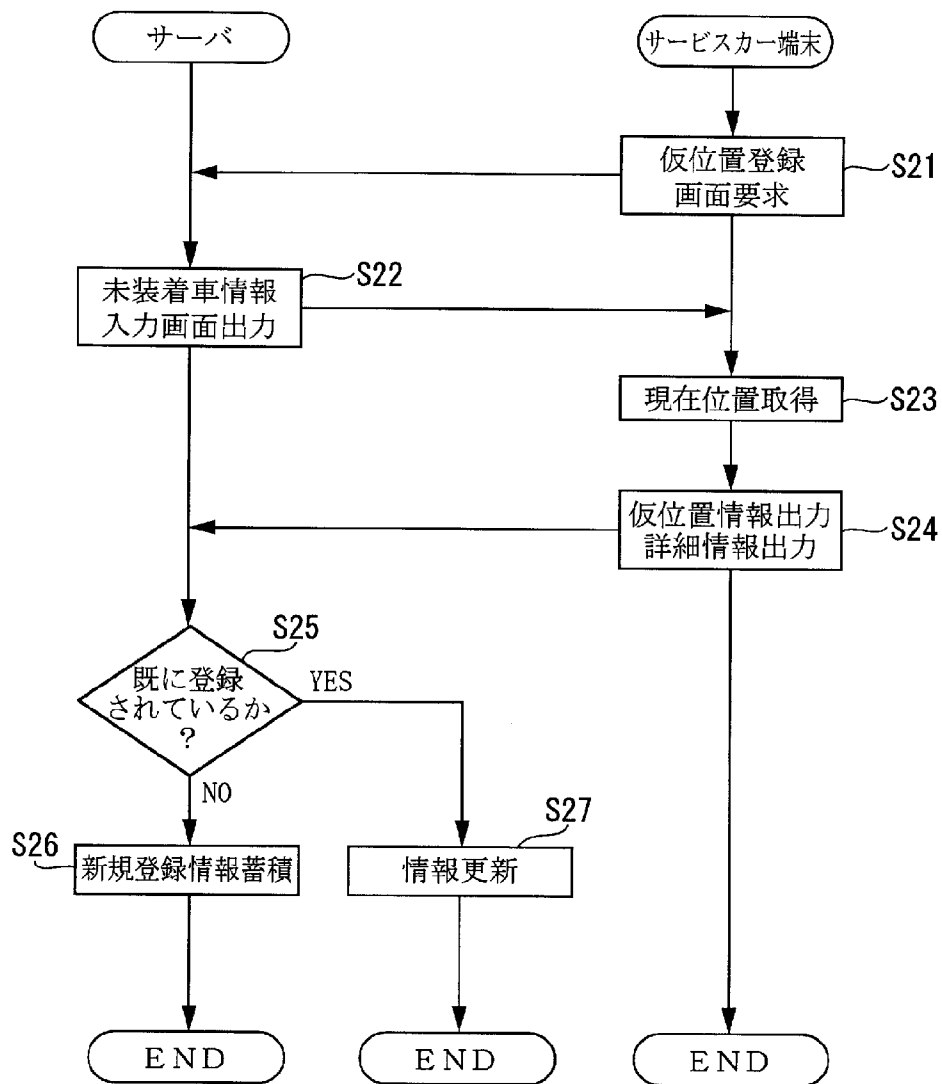 サーバ
サービスカー端末
仮位置登録
画面要求
S21
未装着車情報
入力画面出力
S22
現在位置取得
S23
仮位置情報出力
詳細情報出力
S24
S25
既に登録
されているか
?
YES
NO
S26
新規登録情報蓄積
S27
情報更新
END
END
END